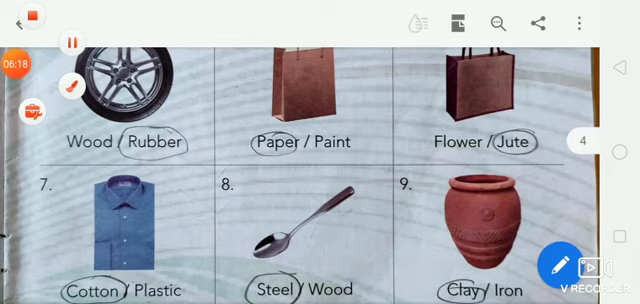 06:18
Wood / Rubber
Paper / Paint
Flower / Jute
4
7.
8.
9.
Cotton / Plastic
Steel / Wood
Clay / Iron
V RECORDER